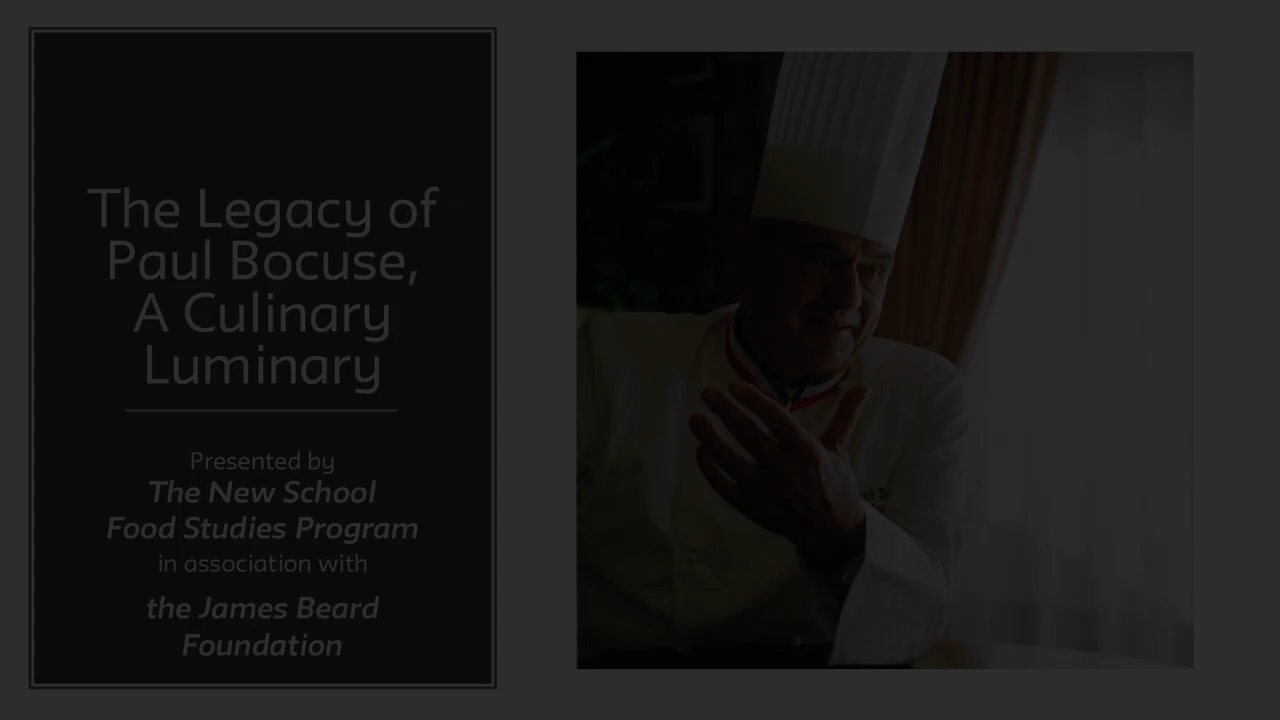 The Legacy of
Paul Bocuse,
A Culinary
Luminary
Presented by
The New School
Food Studies Program
in association with
the James Beard
Foundation